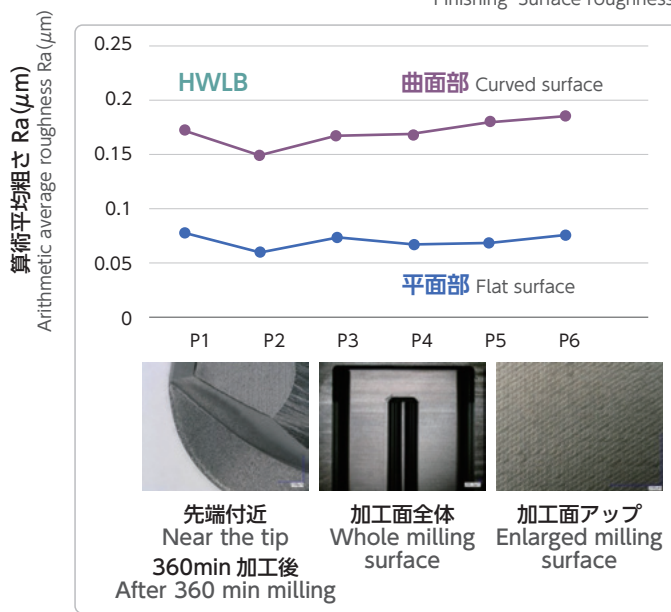 Finishing Surface roughness
算術平均粗さ Ra(μm)
Arithmetic average roughness Ra(μm)
0.25
0.2
0.15
0.1
0.05
0
HWLB
曲面部 Curved surface
平面部 Flat surface
P1 P2 P3 P4 P5 P6
先端付近
Near the tip
360min 加工後
After 360 min milling
加工面全体
Whole milling
surface
加工面アップ
Enlarged milling
surface